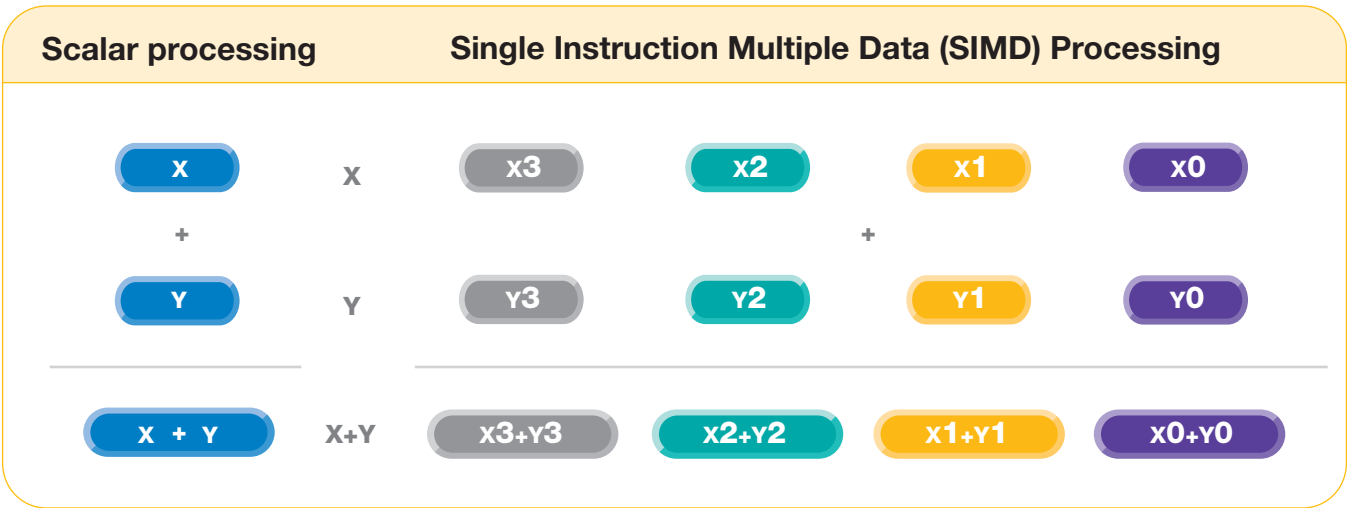 Scalar processing Single Instruction Multiple Data (SIMD) Processing
X X X3 X2 X1 X0
+ +
Y Y Y3 Y2 Y1 Y0
X + Y X+Y X3+Y3 X2+Y2 X1+Y1 X0+Y0